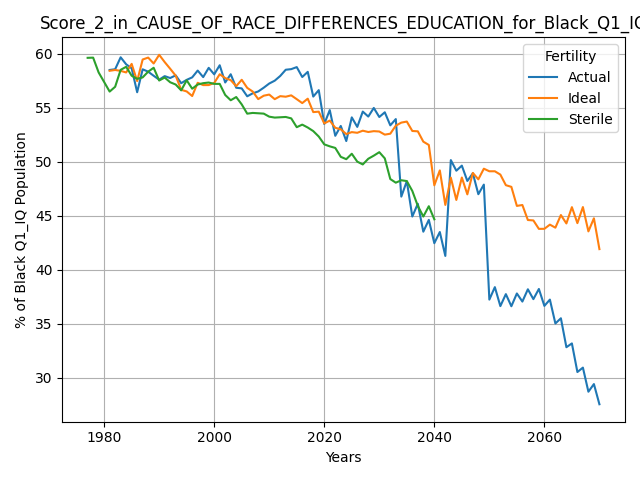 Score_2_in_CAUSE_OF_RACE_DIFFERENCES_EDUCATION_for_Black_Q1_IQ
Fertility
Actual
Ideal
Sterile
% of Black Q1_IQ Population
60
55
50
45
40
35
30
1980
2000
2020
2040
2060
Years